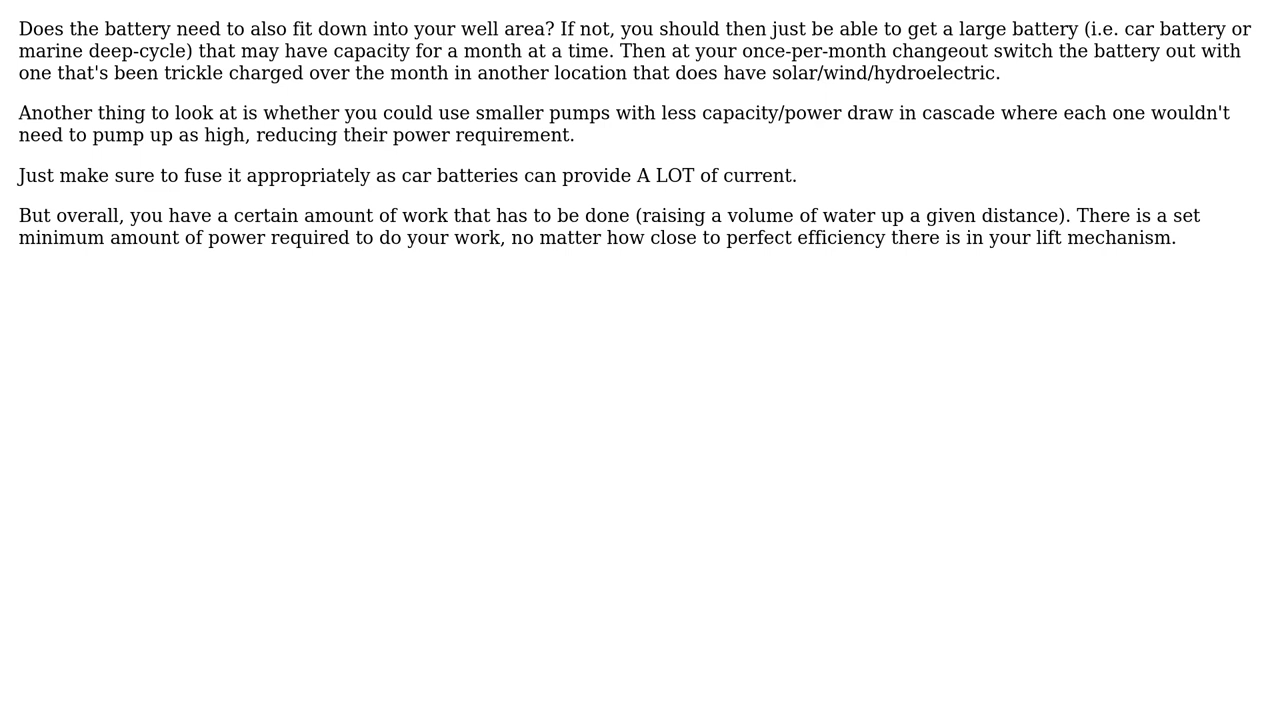 Does the battery need to also fit down into your well area? If not, you should then just be able to get a large battery (i.e. car battery or
marine deep-cycle) that may have capacity for a month at a time. Then at your once-per-month changeout switch the battery out with
one that's been trickle charged over the month in another location that does have solar/wind/hydroelectric.
Another thing to look at is whether you could use smaller pumps with less capacity/power draw in cascade where each one wouldn't
need to pump up as high, reducing their power requirement.
Just make sure to fuse it appropriately as car batteries can provide A LOT of current.
But overall, you have a certain amount of work that has to be done (raising a volume of water up a given distance). There is a set
minimum amount of power required to do your work, no matter how close to perfect efficiency there is in your lift mechanism.